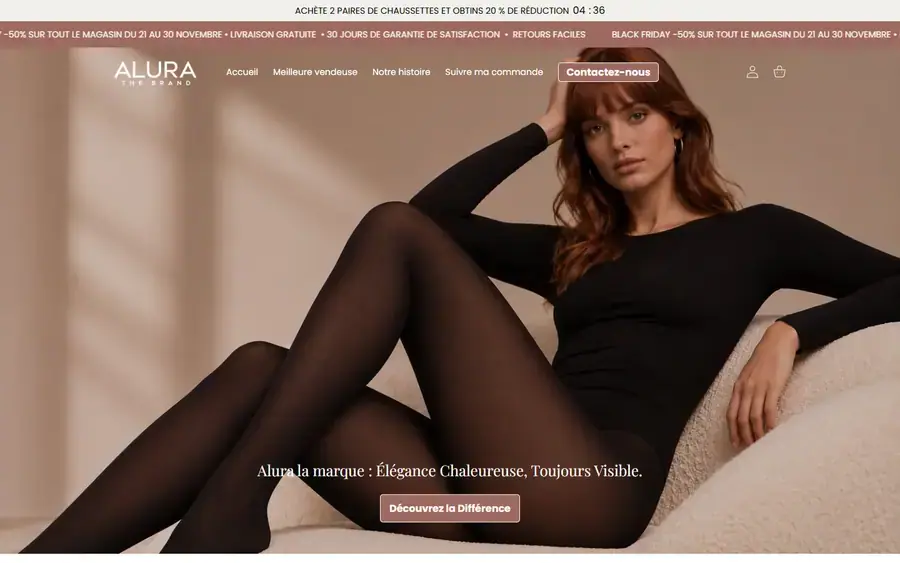 ACHÈTE 2 PAIRES DE CHAUSSETTES ET OBTINS 20 % DE RÉDUCTION 04 : 36
-50% SUR TOUT LE MAGASIN DU 21 AU 30 NOVEMBRE • LIVRAISON GRATUITE • 30 JOURS DE GARANTIE DE SATISFACTION • RETOURS FACILES BLACK FRIDAY -50% SUR TOUT LE MAGASIN DU 21 AU 30 NOVEMBRE •
ALURA
THE BRAND
Accueil Meilleure vendeuse Notre histoire Suivre ma commande Contactez-nous
Alura la marque : Élégance Chaleureuse, Toujours Visible.
Découvrez la Différence